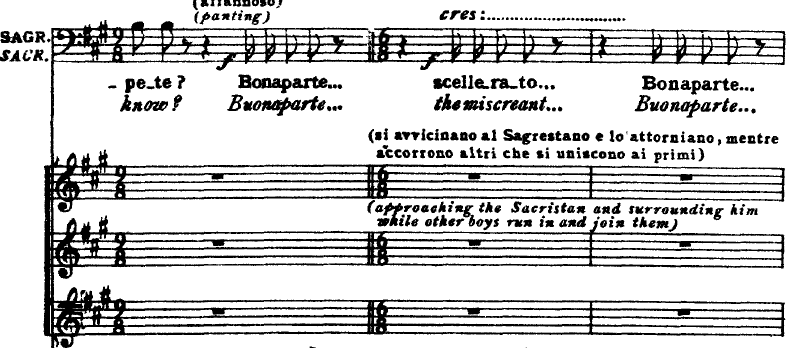 (affannoso)
(panting)
cres:
SAGR.
SACR.
f f
- pe_te ? Bonaparte... scelle_ra_to... Bonaparte...
know? Buonaparte... the miscreant... Buonaparte...
(si avvicinano al Sagrestano e lo attorniano, mentre
accorrono altri che si uniscono ai primi)
(approaching the Sacristan and surrounding him
while other boys run in and join them)